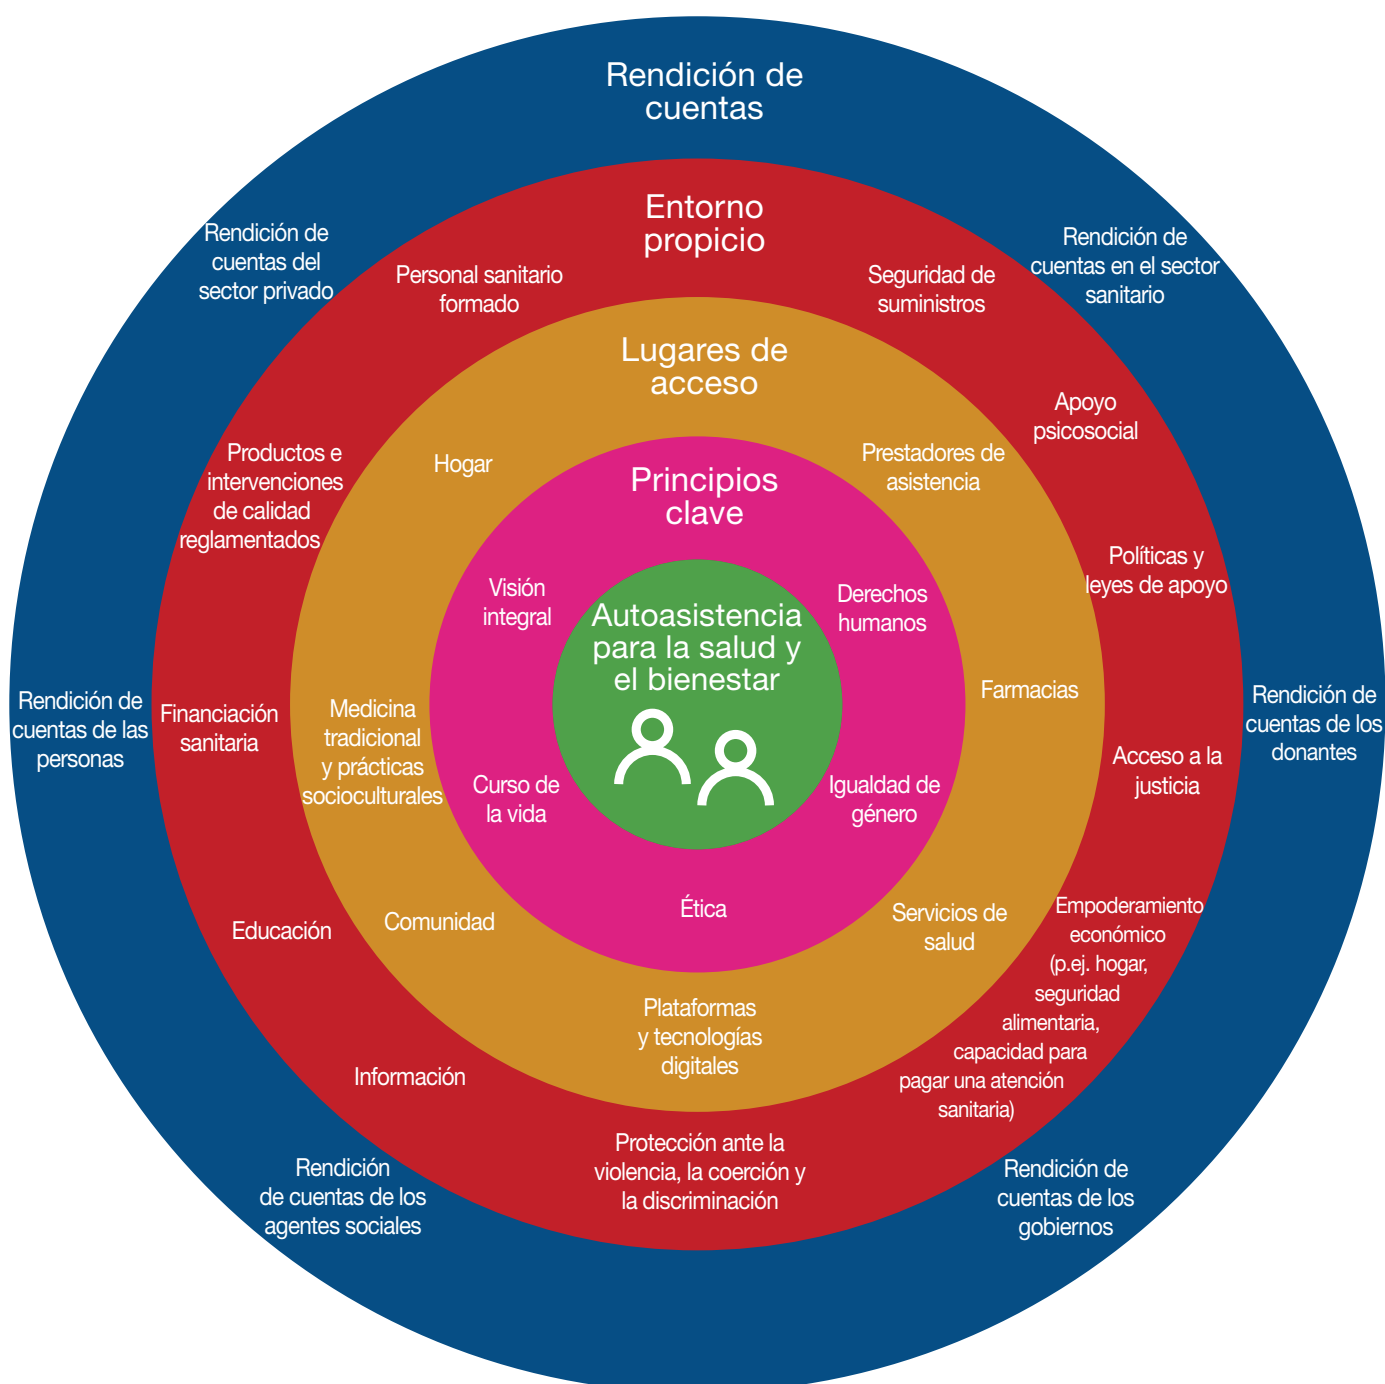 Rendición de
cuentas
Rendición de
cuentas del
sector privado
Rendición de
cuentas en el sector
sanitario
Rendición de
cuentas de las
personas
Rendición de
cuentas de los
donantes
Rendición
de cuentas de los
agentes sociales
Rendición de
cuentas de los
gobiernos
Entorno
propicio
Personal sanitario
formado
Seguridad de
suministros
Apoyo
psicosocial
Productos e
intervenciones
de calidad
reglamentados
Políticas y
leyes de apoyo
Financiación
sanitaria
Acceso a la
justicia
Educación
Empoderamiento
económico
(p.ej. hogar,
seguridad
alimentaria,
capacidad para
pagar una atención
sanitaria)
Información
Protección ante la
violencia, la coerción y
la discriminación
Lugares de
acceso
Hogar
Prestadores de
asistencia
Medicina
tradicional
y prácticas
socioculturales
Farmacias
Comunidad
Servicios de
salud
Plataformas
y tecnologías
digitales
Principios
clave
Visión
integral
Derechos
humanos
Curso de
la vida
Igualdad de
género
Ética
Autoasistencia
para la salud y
el bienestar